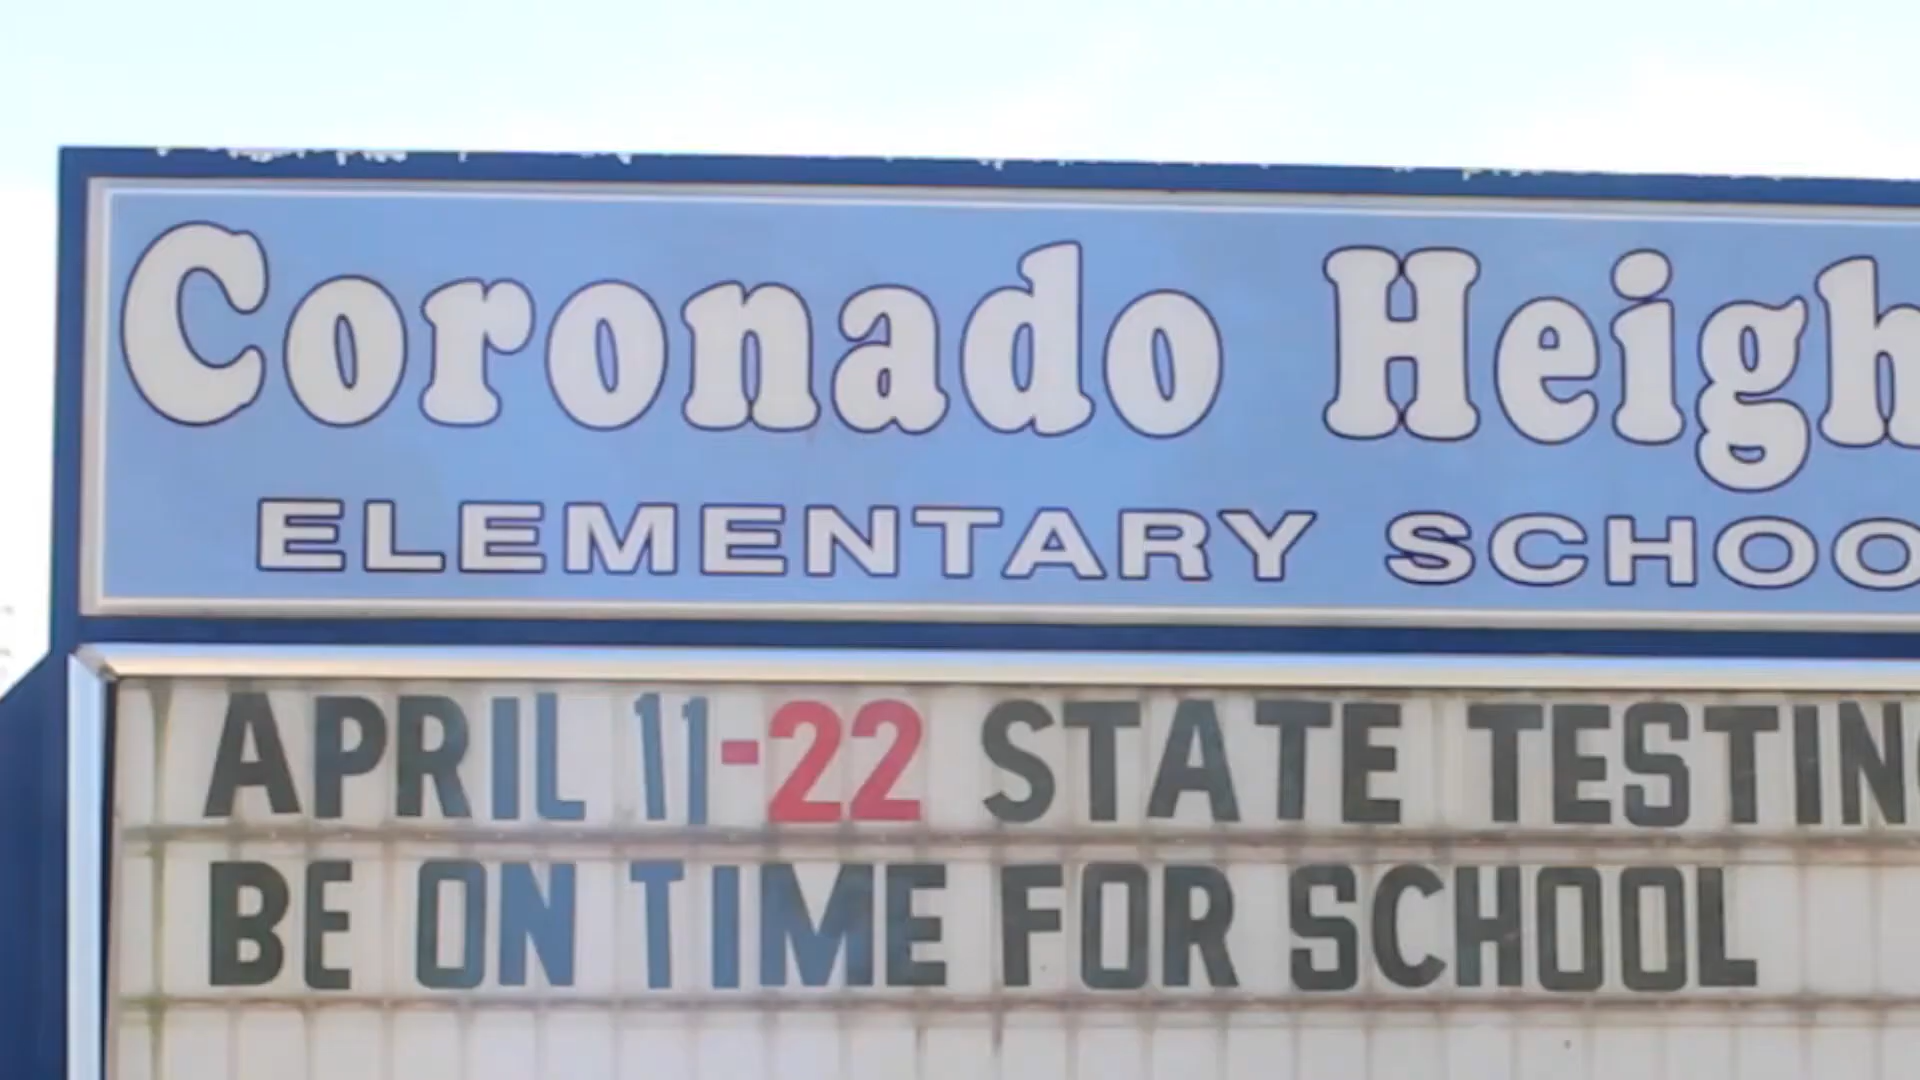 Coronado Heigh
ELEMENTARY SCHOO
APRIL 11-22 STATE TESTIN
BE ON TIME FOR SCHOOL